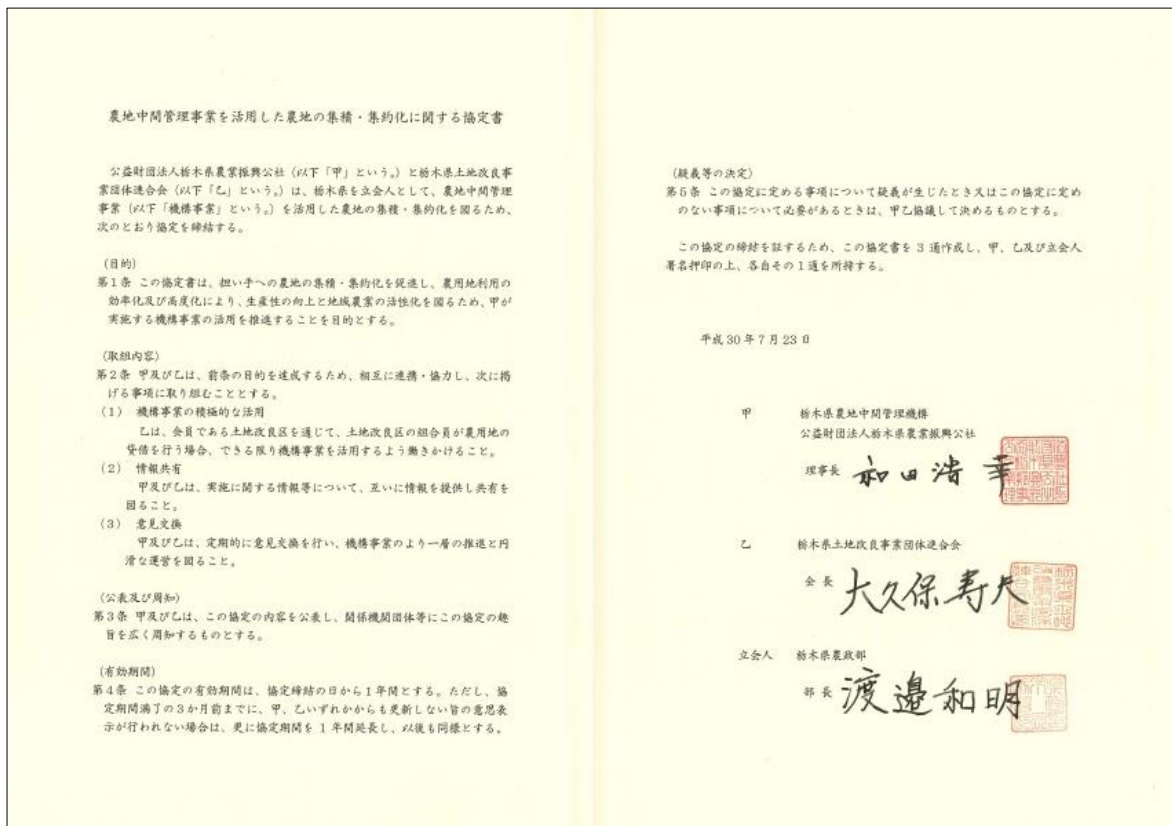 農地中間管理事業を活用した農地の集積・集約化に関する協定書
公益財団法人栃木県農業振興公社（以下「甲」という。）と栃木県土地改良事
業団体連合会（以下「乙」という。）は、栃木県を立会人として、農地中間管理
事業（以下「機構事業」という。）を活用した農地の集積・集約化を図るため、
次のとおり協定を締結する。
（目的）
第１条 この協定書は、担い手への農地の集積・集約化を促進し、農用地利用の
効率化及び高度化により、生産性の向上と地域農業の活性化を図るため、甲が
実施する機構事業の活用を推進することを目的とする。
（取組内容）
第２条 甲及び乙は、前条の目的を達成するため、相互に連携・協力し、次に掲
げる事項に取り組むこととする。
（１） 機構事業の積極的な活用
乙は、会員である土地改良区を通じて、土地改良区の組合員が農用地の
貸借を行う場合、できる限り機構事業を活用するよう働きかけること。
（２） 情報共有
甲及び乙は、実施に関する情報等について、互いに情報を提供し共有を
図ること。
（３） 意見交換
甲及び乙は、定期的に意見交換を行い、機構事業のより一層の推進と円
滑な運営を図ること。
（公表及び周知）
第３条 甲及び乙は、この協定の内容を公表し、関係機関団体等にこの協定の趣
旨を広く周知するものとする。
（有効期間）
第４条 この協定の有効期間は、協定締結の日から１年間とする。ただし、協
定期間満了の３か月前までに、甲、乙いずれかからも更新しない旨の意思表
示が行われない場合は、更に協定期間を１年間延長し、以後も同様とする。
（疑義等の決定）
第５条 この協定に定める事項について疑義が生じたとき又はこの協定に定め
のない事項について必要があるときは、甲乙協議して決めるものとする。
この協定の締結を証するため、この協定書を３通作成し、甲、乙及び立会人
署名押印の上、各自その１通を所持する。
平成30年7月23日
甲 栃木県農地中間管理機構
公益財団法人栃木県農業振興公社
理事長 和田浩幸
乙 栃木県土地改良事業団体連合会
会長 大久保寿夫
立会人 栃木県農政部
部長 渡邉和明